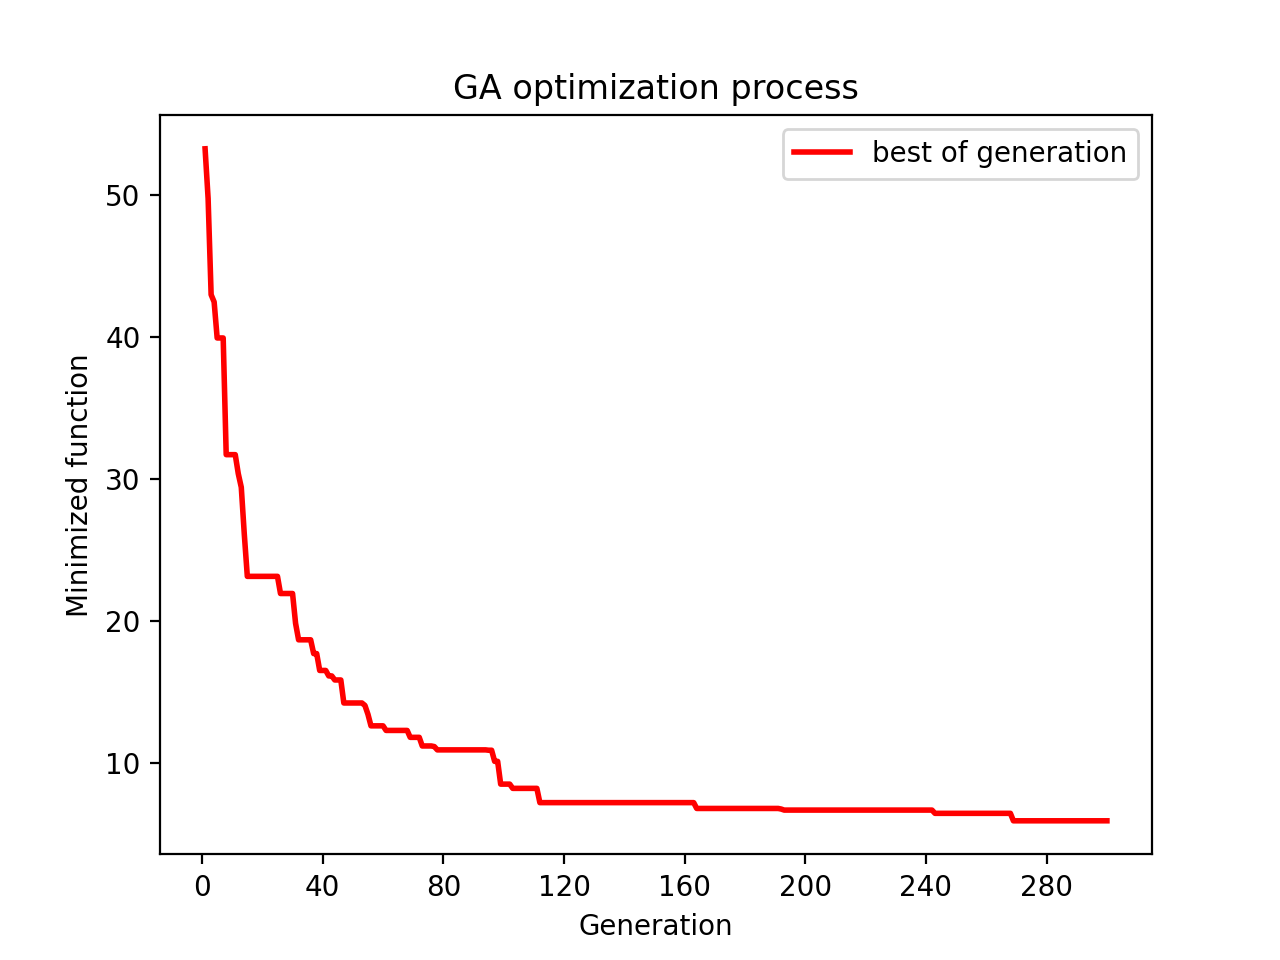 GA optimization process
best of generation
Minimized function
50
40
30
20
10
0 40 80 120 160 200 240 280
Generation